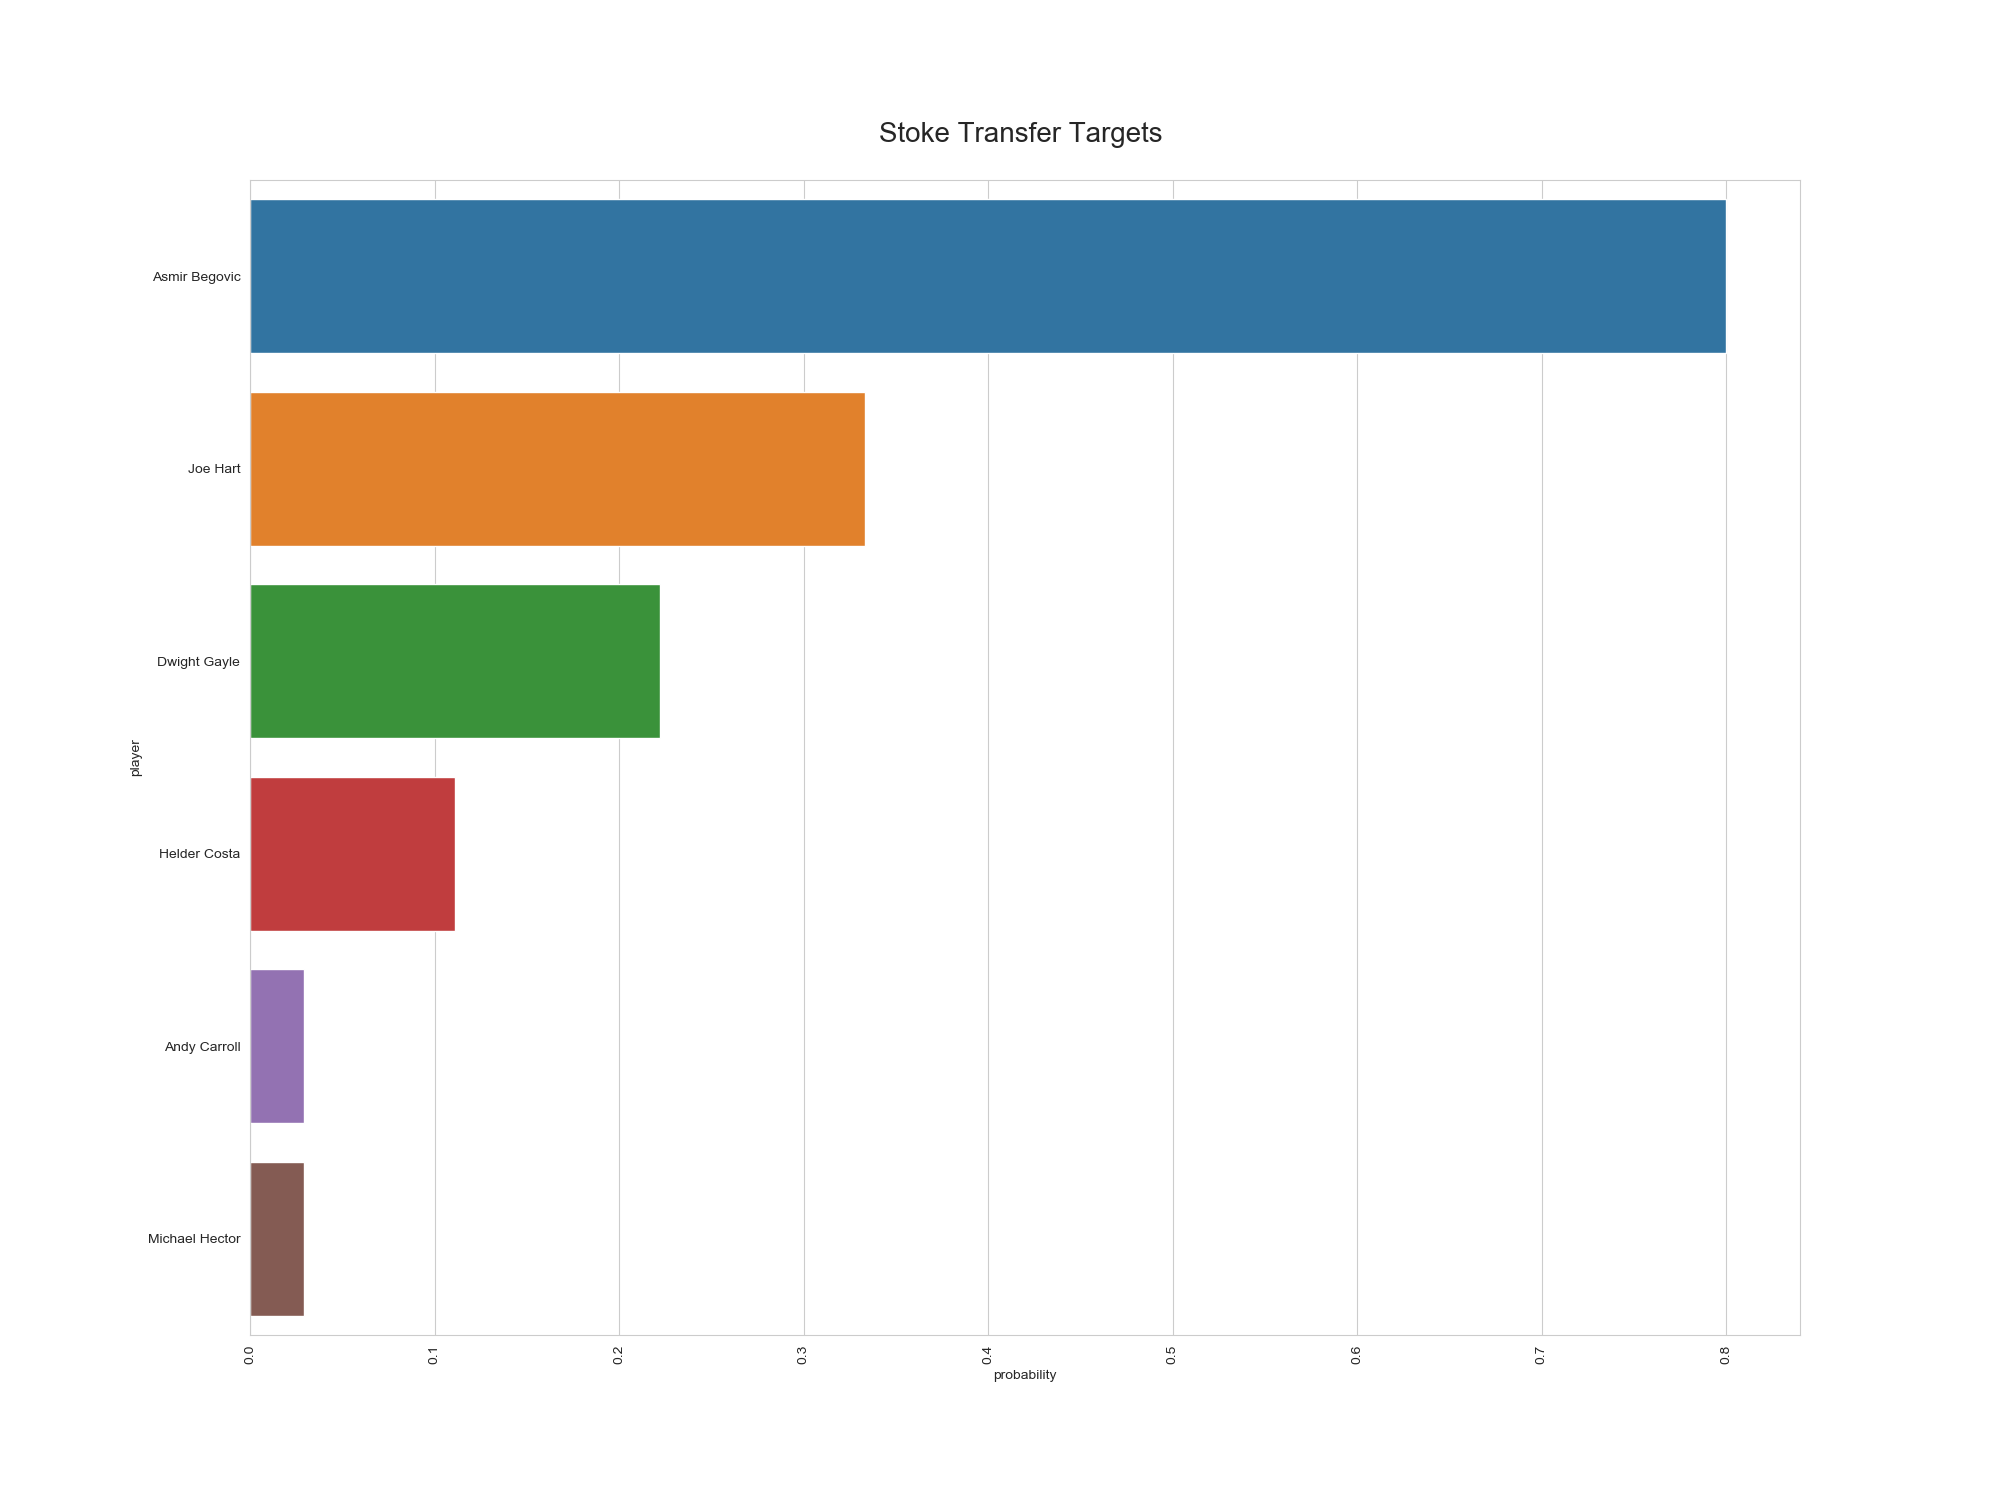 Stoke Transfer Targets
Asmir Begovic
Joe Hart
Dwight Gayle
Helder Costa
Andy Carroll
Michael Hector
player
0.0
0.1
0.2
0.3
0.4
0.5
0.6
0.7
0.8
probability